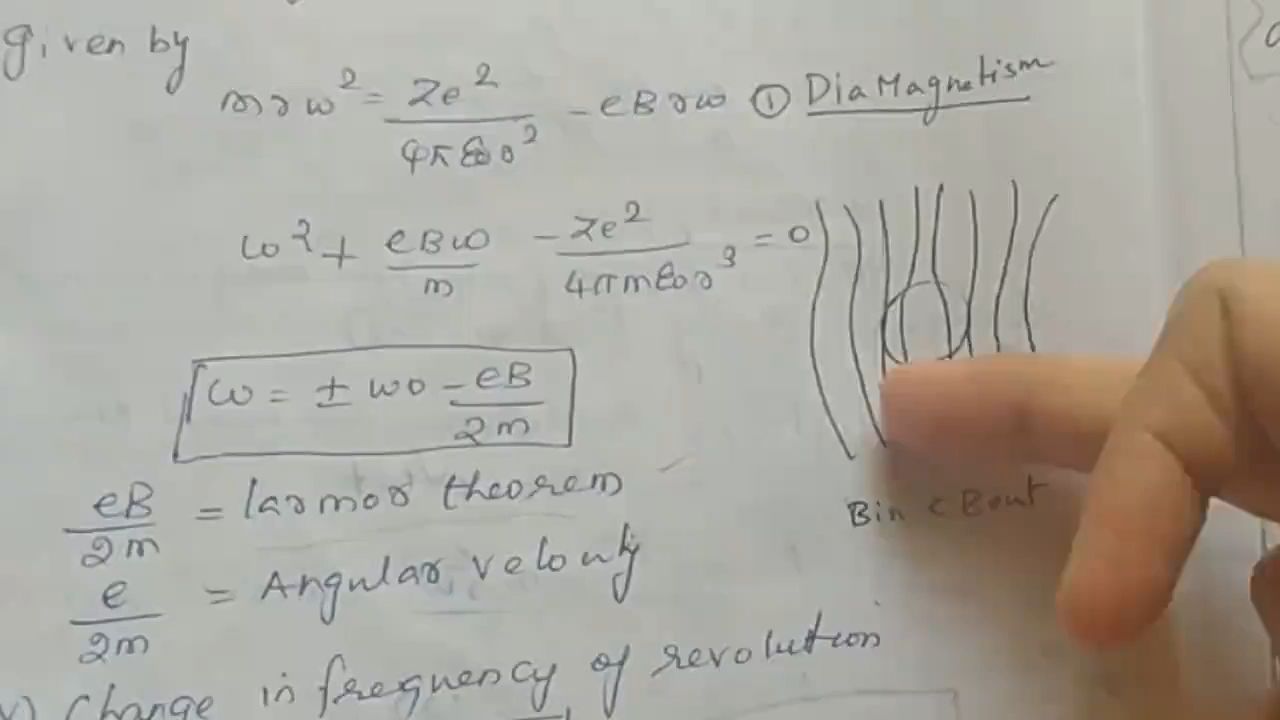 given by
mrω² = Ze² / 4πε₀r² - eBrω ① DiaMagnetism
ω² + eBω / m - Ze² / 4πmε₀r³ = 0
ω = ± ω0 - eB / 2m
eB / 2m = larmor theorem
e / 2m = Angular velouty
Bin < Bout
v) Change in frequency of revolution